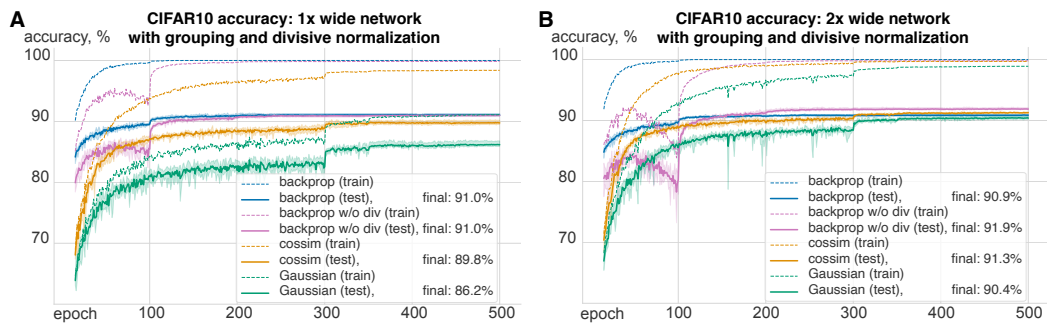 A
CIFAR10 accuracy: 1x wide network
with grouping and divisive normalization
accuracy, %
100
90
80
70
epoch 100 200 300 400 500
backprop (train)
backprop (test), final: 91.0%
backprop w/o div (train)
backprop w/o div (test), final: 91.0%
cossim (train)
cossim (test), final: 89.8%
Gaussian (train)
Gaussian (test), final: 86.2%
B
CIFAR10 accuracy: 2x wide network
with grouping and divisive normalization
accuracy, %
100
90
80
70
epoch 100 200 300 400 500
backprop (train)
backprop (test), final: 90.9%
backprop w/o div (train)
backprop w/o div (test), final: 91.9%
cossim (train)
cossim (test), final: 91.3%
Gaussian (train)
Gaussian (test), final: 90.4%